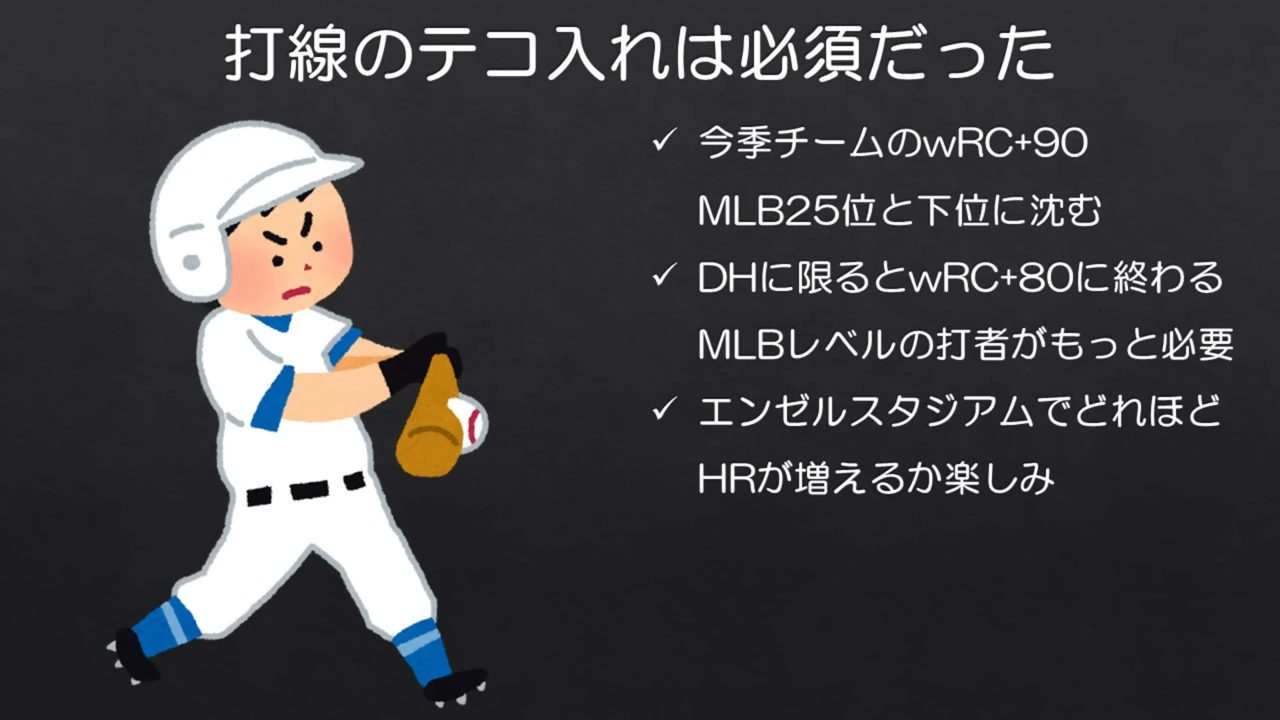 打線のテコ入れは必須だった
✓ 今季チームのwRC+90
MLB25位と下位に沈む
✓ DHに限るとwRC+80に終わる
MLBレベルの打者がもっと必要
✓ エンゼルスタジアムでどれほど
HRが増えるか楽しみ